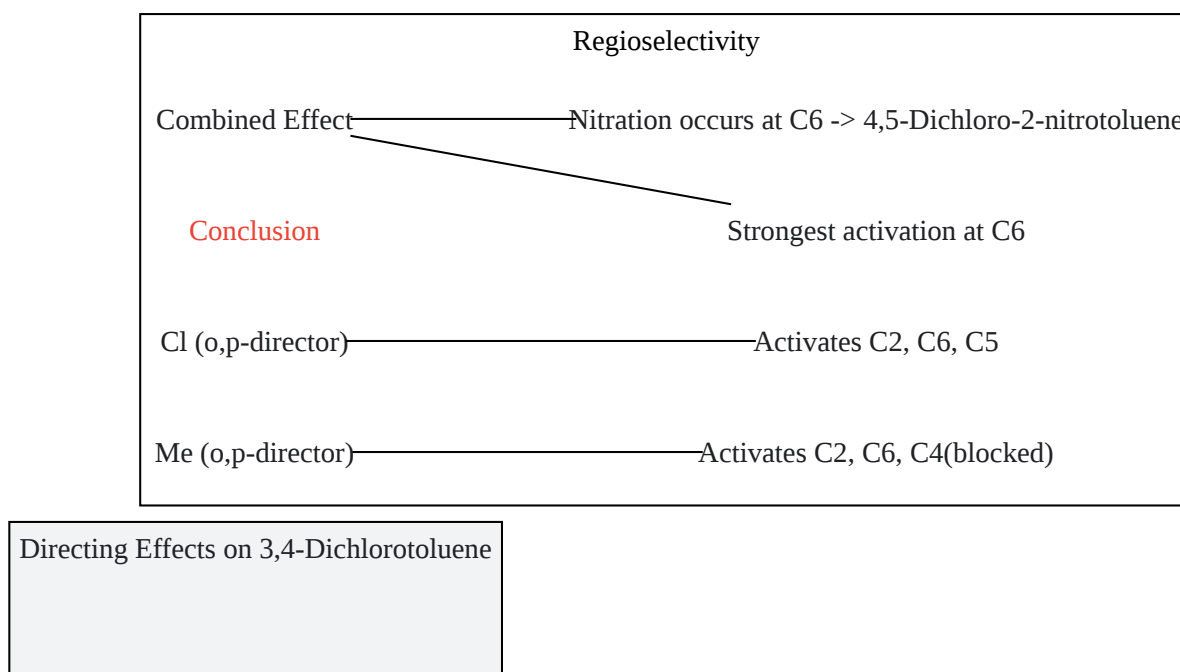 Regioselectivity
Combined Effect
Nitration occurs at C6 -> 4,5-Dichloro-2-nitrotoluene
Conclusion
Strongest activation at C6
Cl (o,p-director)
Activates C2, C6, C5
Me (o,p-director)
Activates C2, C6, C4(blocked)
Directing Effects on 3,4-Dichlorotoluene